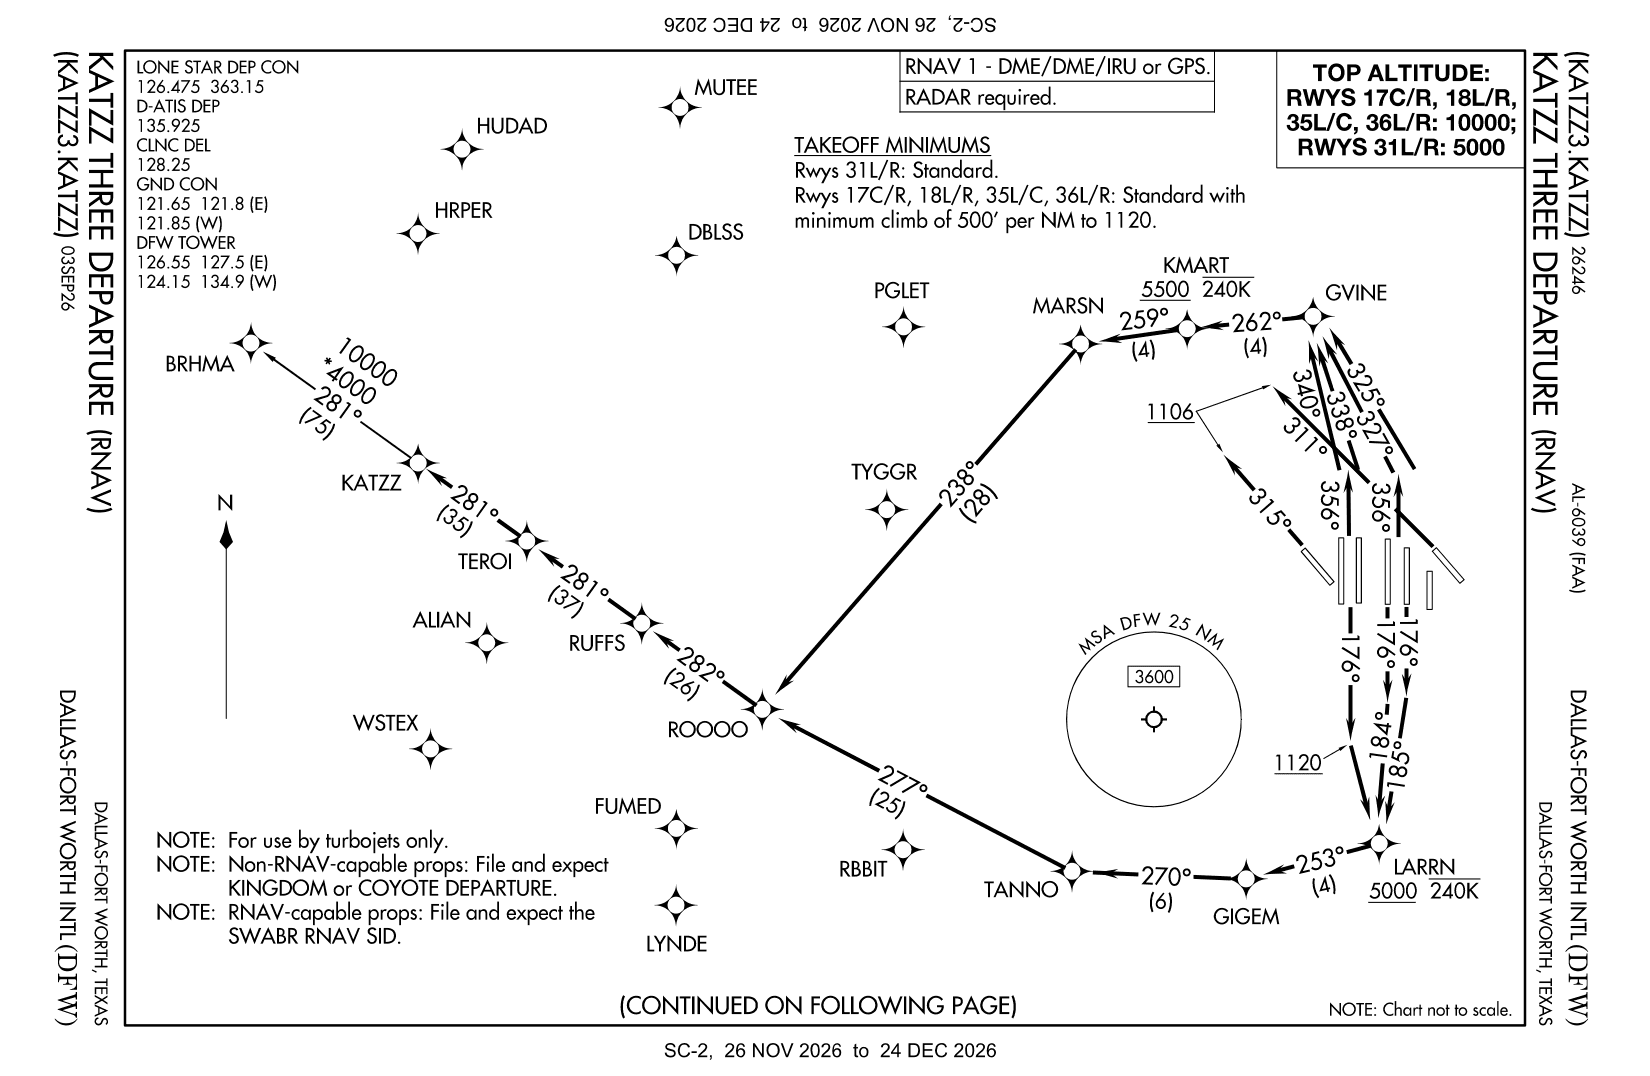 SC-2, 26 NOV 2026 to 24 DEC 2026
KATZZ THREE DEPARTURE (RNAV)
(KATZZ3.KATZZ) 03SEP26
DALLAS-FORT WORTH, TEXAS
DALLAS-FORT WORTH INTL (DFW)
LONE STAR DEP CON
126.475 363.15
D-ATIS DEP
135.925
CLNC DEL
128.25
GND CON
121.65 121.8 (E)
121.85 (W)
DFW TOWER
126.55 127.5 (E)
124.15 134.9 (W)
RNAV 1 - DME/DME/IRU or GPS.
RADAR required.
TOP ALTITUDE:
RWYS 17C/R, 18L/R,
35L/C, 36L/R: 10000;
RWYS 31L/R: 5000
TAKEOFF MINIMUMS
Rwys 31L/R: Standard.
Rwys 17C/R, 18L/R, 35L/C, 36L/R: Standard with
minimum climb of 500' per NM to 1120.
MUTEE
HUDAD
HRPER
DBLSS
PGLET
MARSN
KMART
5500 240K
GVINE
259°
(4)
262°
(4)
BRHMA
10000
*4000
281°
(75)
KATZZ
281°
(35)
TEROI
281°
(37)
RUFFS
282°
(26)
ROOOO
238°
(28)
TYGGR
1106
340°
338°
327°
325°
311°
315°
356°
356°
N
ALIAN
WSTEX
MSA DFW 25 NM
3600
176°
176°
176°
184°
185°
1120
277°
(25)
FUMED
RBBIT
LYNDE
TANNO
270°
(6)
GIGEM
253°
(4)
LARRN
5000 240K
NOTE: For use by turbojets only.
NOTE: Non-RNAV-capable props: File and expect
KINGDOM or COYOTE DEPARTURE.
NOTE: RNAV-capable props: File and expect the
SWABR RNAV SID.
(CONTINUED ON FOLLOWING PAGE)
NOTE: Chart not to scale.
KATZZ THREE DEPARTURE (RNAV)
(KATZZ3.KATZZ) 26246
AL-6039 (FAA)
DALLAS-FORT WORTH, TEXAS
DALLAS-FORT WORTH INTL (DFW)
SC-2, 26 NOV 2026 to 24 DEC 2026